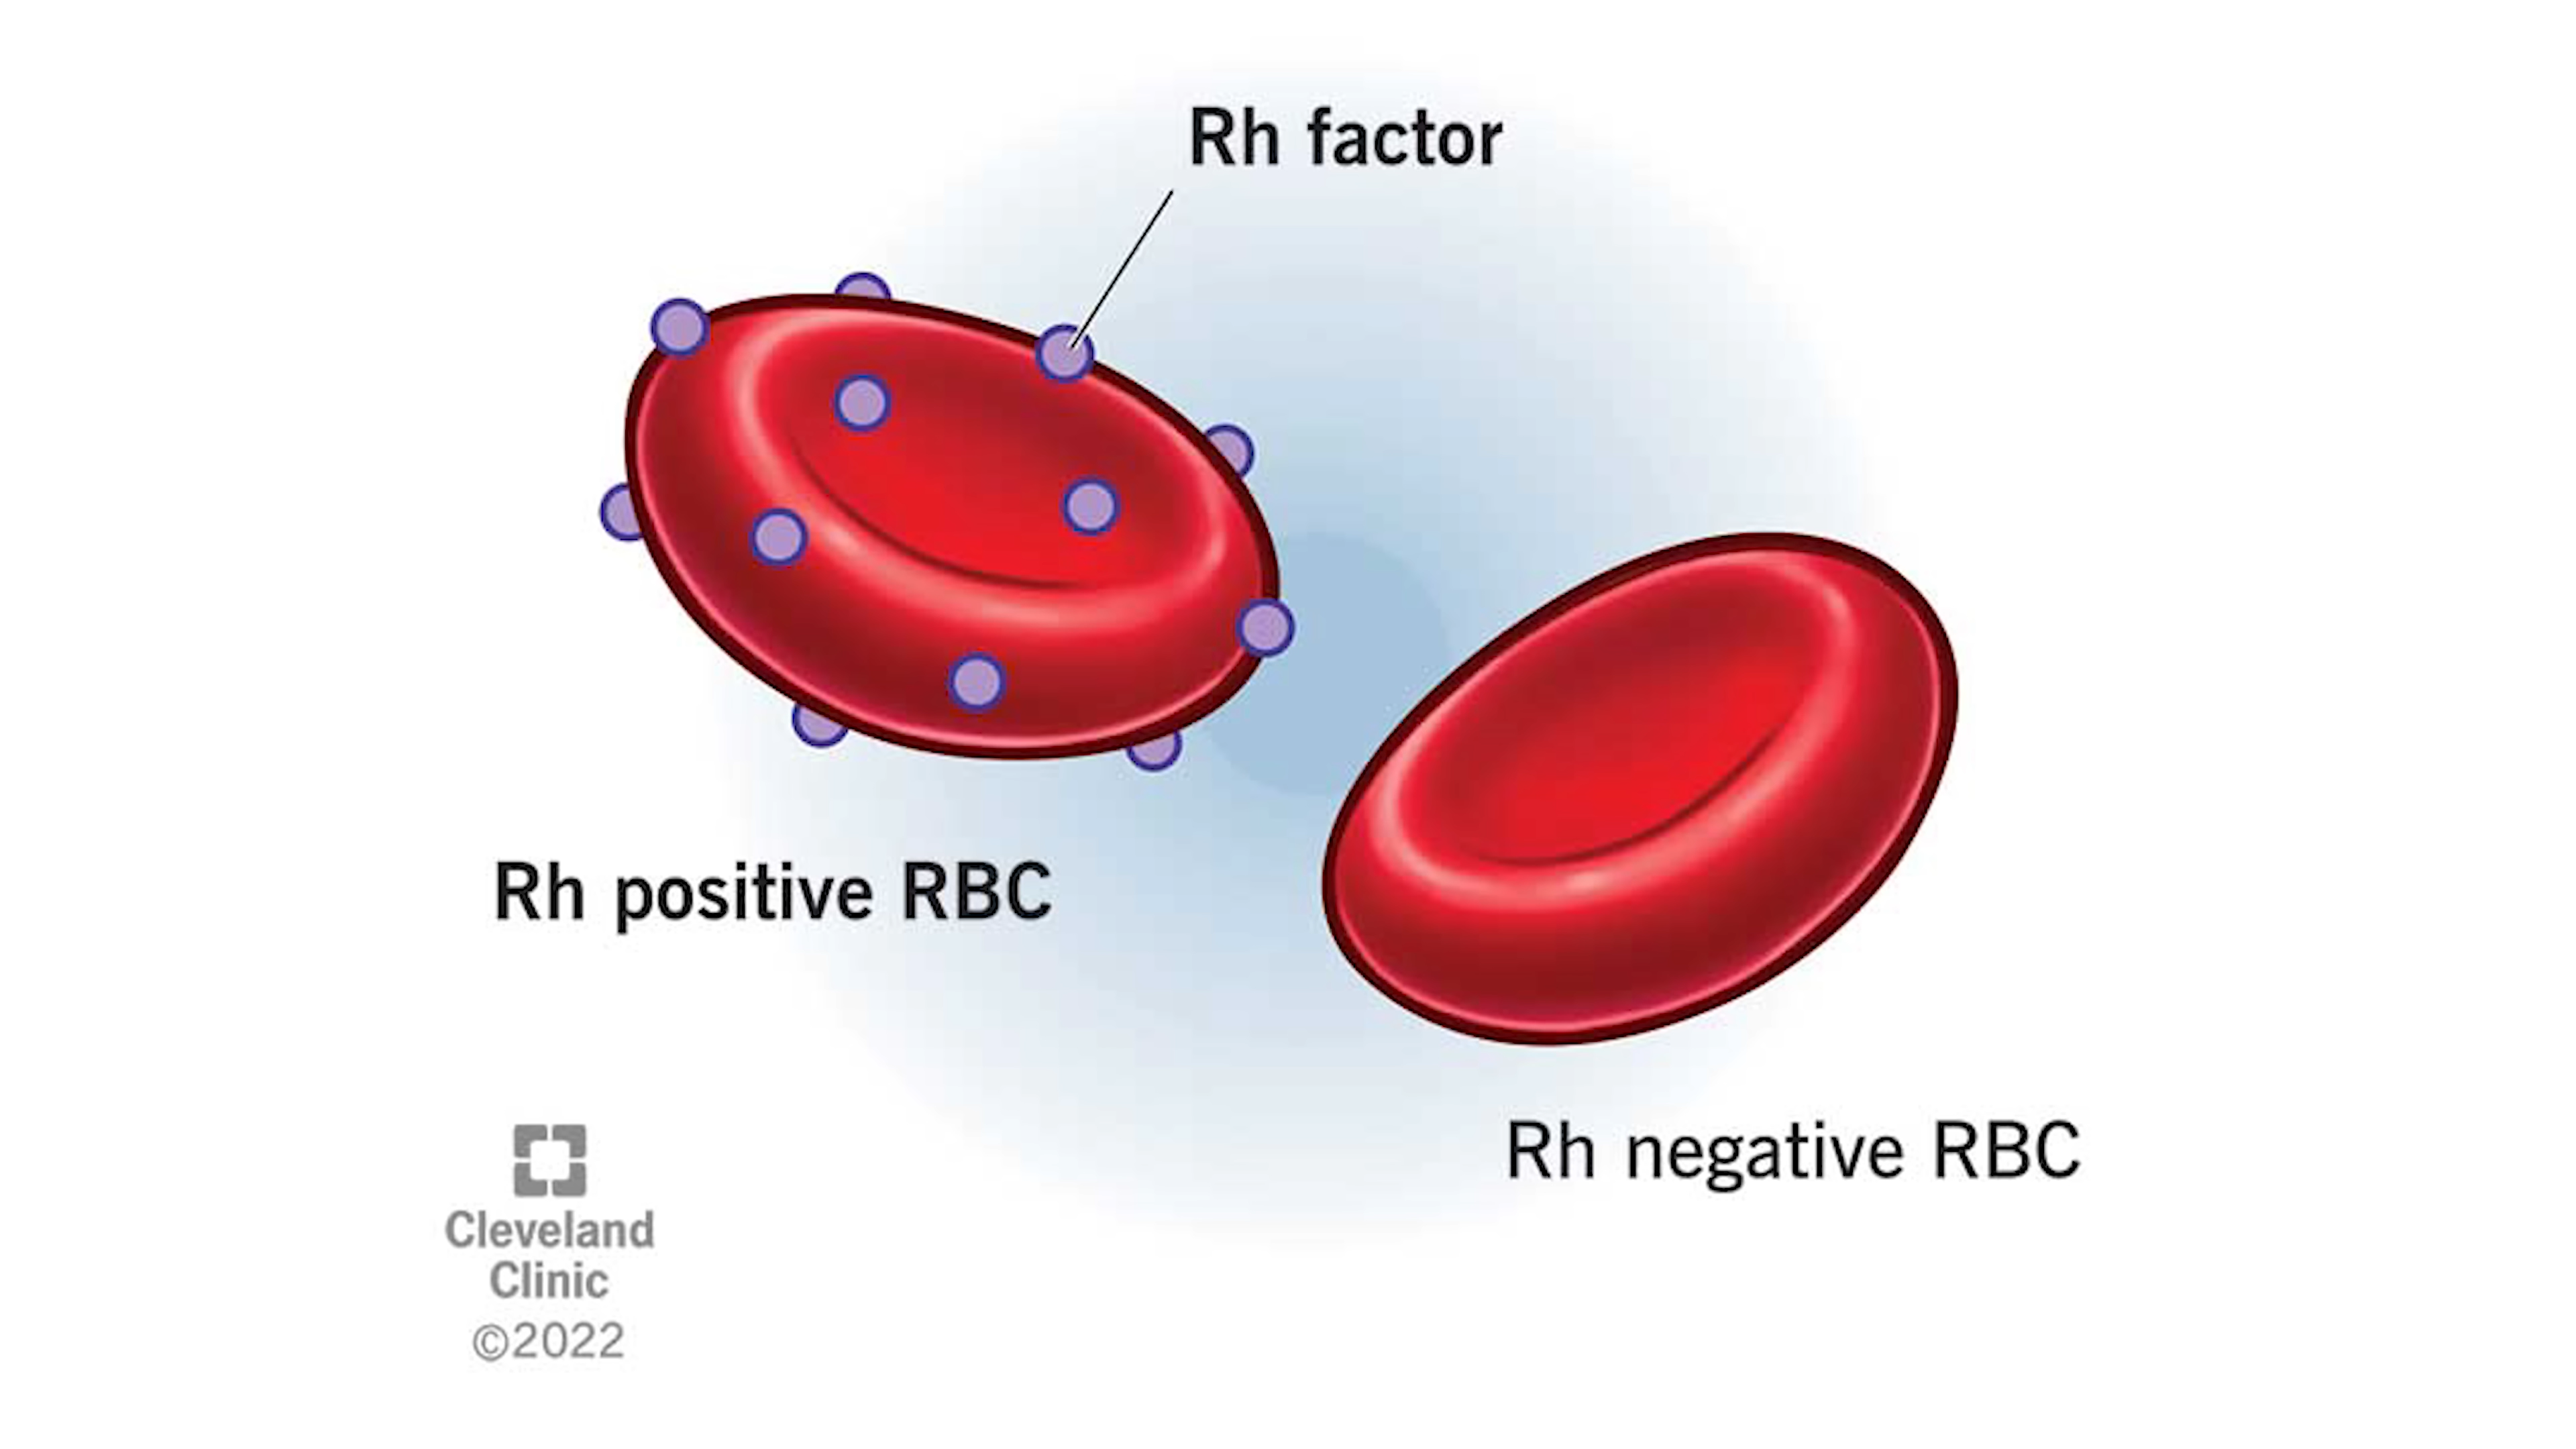 Rh factor
Rh positive RBC
Rh negative RBC
Cleveland
Clinic
©2022